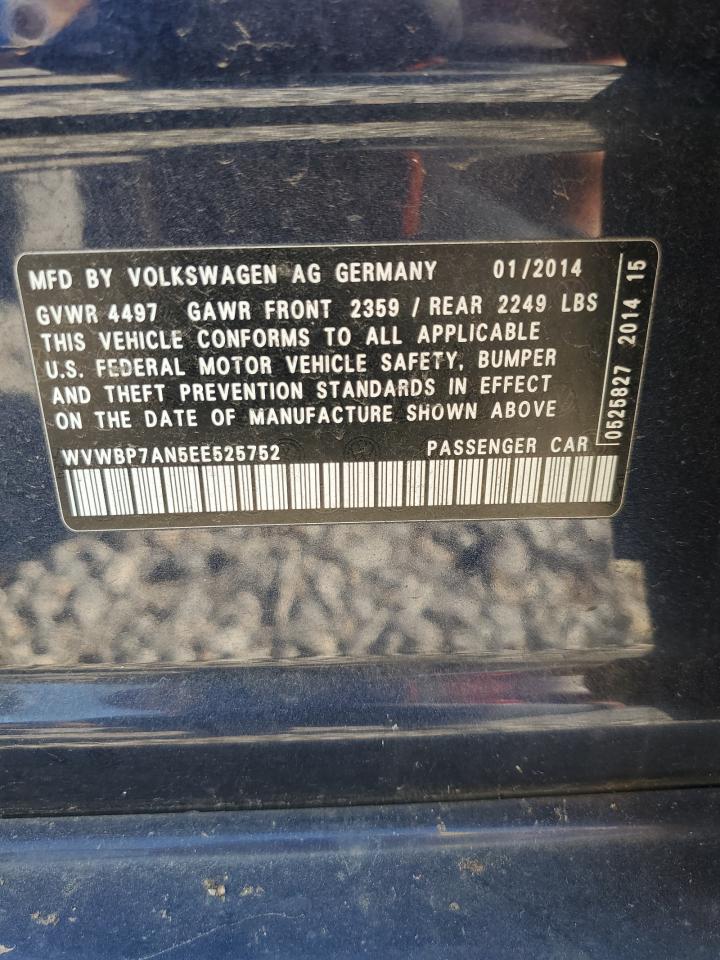 MFD BY VOLKSWAGEN AG GERMANY 01/2014
GVWR 4497 GAWR FRONT 2359 / REAR 2249 LBS
THIS VEHICLE CONFORMS TO ALL APPLICABLE
U.S. FEDERAL MOTOR VEHICLE SAFETY, BUMPER
AND THEFT PREVENTION STANDARDS IN EFFECT
ON THE DATE OF MANUFACTURE SHOWN ABOVE
WVWBP7AN5EE525752 PASSENGER CAR
0525827 2014 15